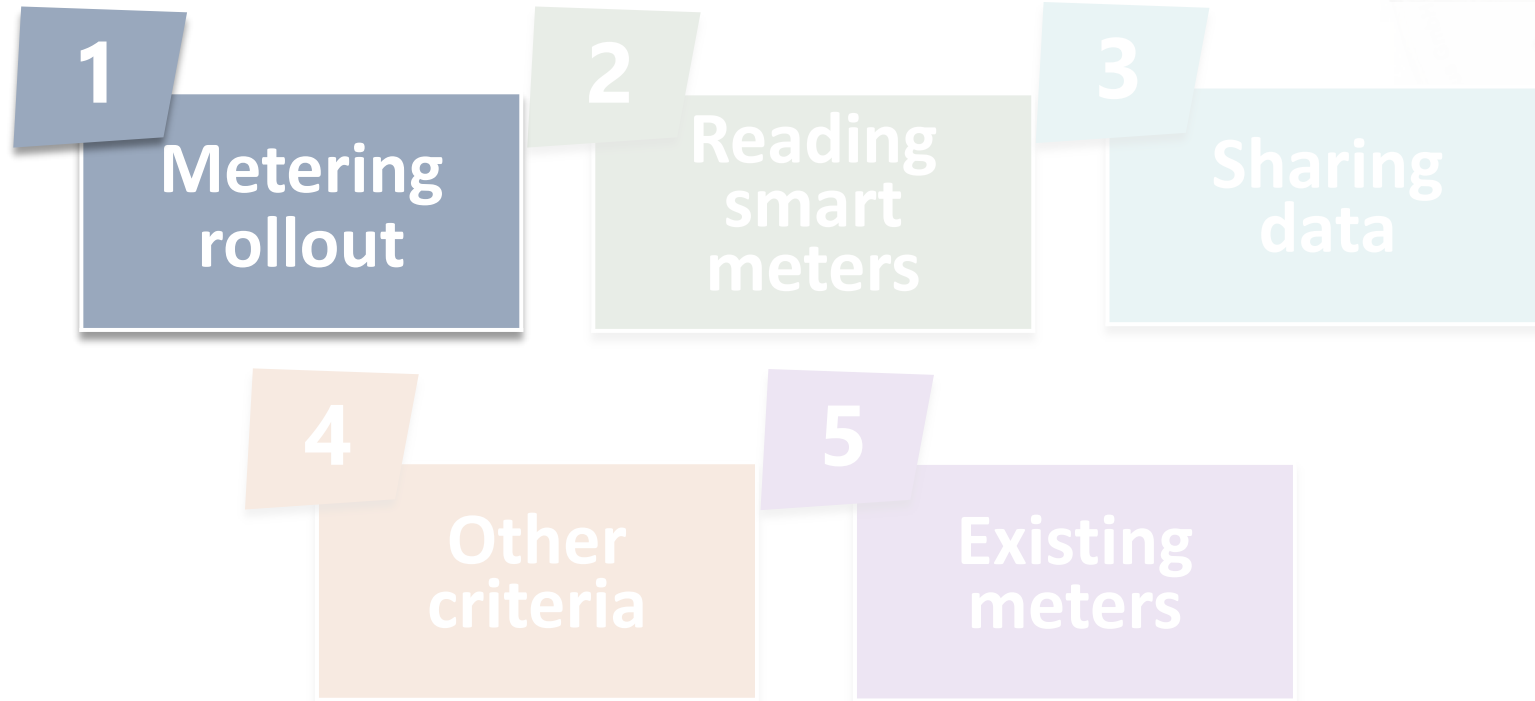 1
Metering
rollout
2
Reading
smart
meters
3
Sharing
data
4
Other
criteria
5
Existing
meters